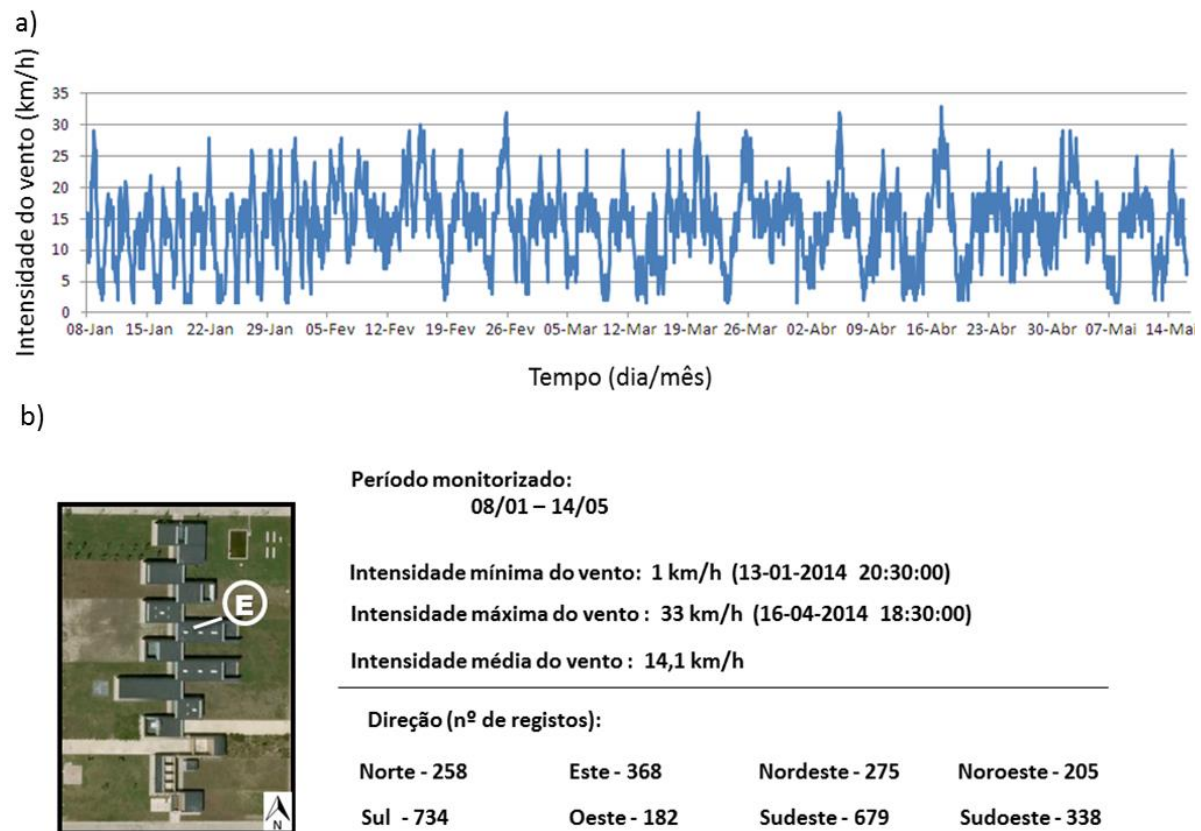 a)
Intensidade do vento (km/h)
35
30
25
20
15
10
5
0
08-Jan 15-Jan 22-Jan 29-Jan 05-Fev 12-Fev 19-Fev 26-Fev 05-Mar 12-Mar 19-Mar 26-Mar 02-Abr 09-Abr 16-Abr 23-Abr 30-Abr 07-Mai 14-Mai
Tempo (dia/mês)
b)
Período monitorizado:
08/01 – 14/05
Intensidade mínima do vento: 1 km/h (13-01-2014 20:30:00)
E
Intensidade máxima do vento : 33 km/h (16-04-2014 18:30:00)
Intensidade média do vento : 14,1 km/h
Direção (nº de registos):
Norte - 258 Este - 368 Nordeste - 275 Noroeste - 205
Sul - 734 Oeste - 182 Sudeste - 679 Sudoeste - 338
N